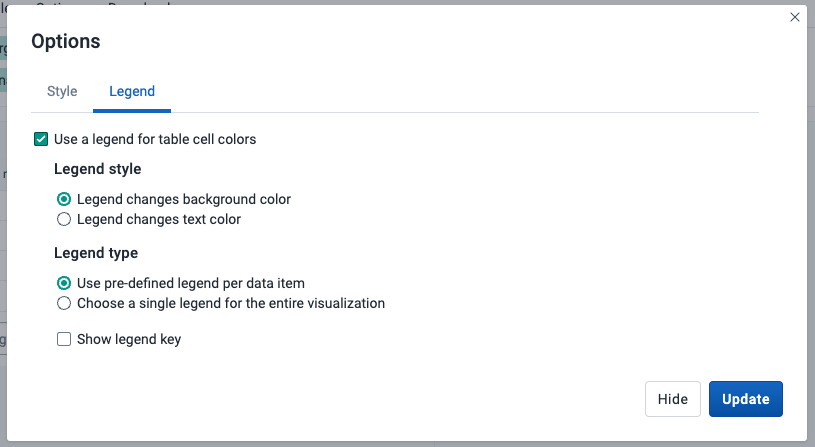 Options
Style
Legend
Use a legend for table cell colors
Legend style
Legend changes background color
Legend changes text color
Legend type
Use pre-defined legend per data item
Choose a single legend for the entire visualization
Show legend key
Hide
Update